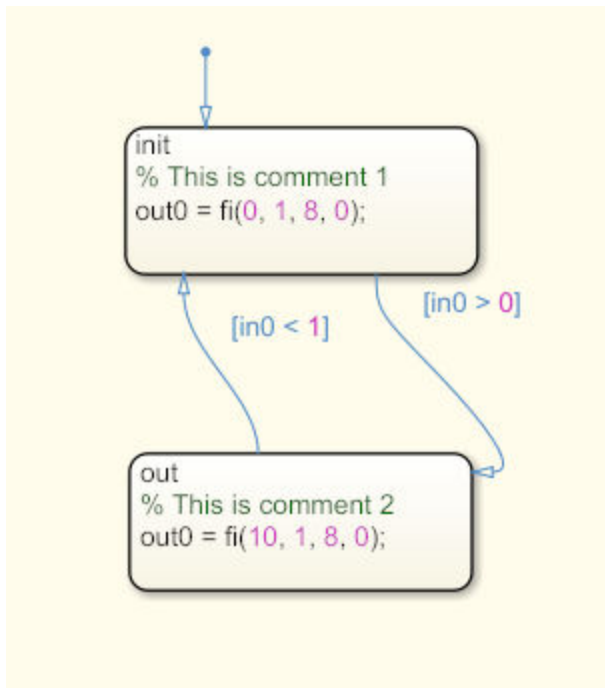 init
% This is comment 1
out0 = fi(0, 1, 8, 0);
[in0 > 0]
[in0 < 1]
out
% This is comment 2
out0 = fi(10, 1, 8, 0);